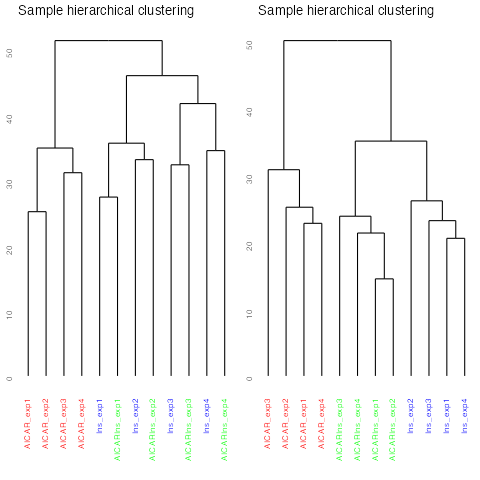 Sample hierarchical clustering
50
40
30
20
10
0
AICAR_exp1
AICAR_exp2
AICAR_exp3
AICAR_exp4
Ins_exp1
AICARIns_exp1
Ins_exp2
AICARIns_exp2
Ins_exp3
AICARIns_exp3
Ins_exp4
AICARIns_exp4
Sample hierarchical clustering
50
40
30
20
10
0
AICAR_exp3
AICAR_exp2
AICAR_exp1
AICAR_exp4
AICARIns_exp3
AICARIns_exp4
AICARIns_exp1
AICARIns_exp2
Ins_exp2
Ins_exp3
Ins_exp1
Ins_exp4